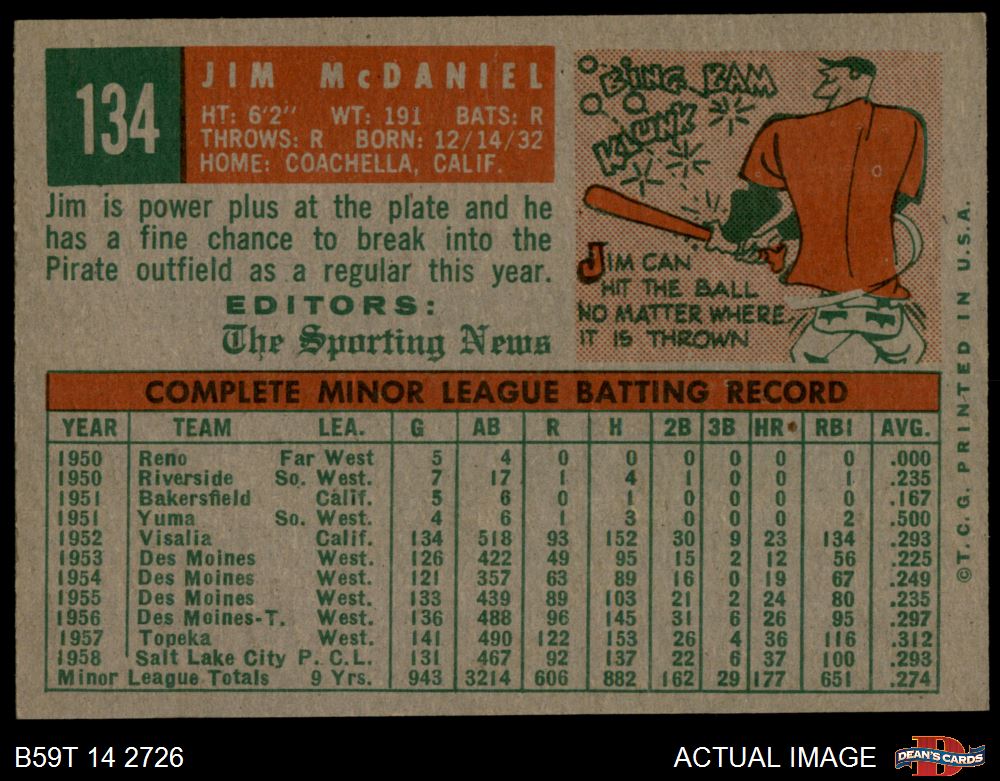 134
JIM McDANIEL
HT: 6'2" WT: 191 BATS: R
THROWS: R BORN: 12/14/32
HOME: COACHELLA, CALIF.
Jim is power plus at the plate and he
has a fine chance to break into the
Pirate outfield as a regular this year.
EDITORS:
The Sporting News
BING BAM
KLUNK
JIM CAN
HIT THE BALL
NO MATTER WHERE
IT IS THROWN
COMPLETE MINOR LEAGUE BATTING RECORD
YEAR TEAM LEA. G AB R H 2B 3B HR RBI AVG.
1950 Reno Far West 5 4 0 0 0 0 0 0 .000
1950 Riverside So. West. 7 17 1 4 1 0 0 1 .235
1951 Bakersfield Calif. 5 6 0 1 0 0 0 0 .167
1951 Yuma So. West. 4 6 1 3 0 0 0 2 .500
1952 Visalia Calif. 134 518 93 152 30 9 23 134 .293
1953 Des Moines West. 126 422 49 95 15 2 12 56 .225
1954 Des Moines West. 121 357 63 89 16 0 19 67 .249
1955 Des Moines West. 133 439 89 103 21 2 24 80 .235
1956 Des Moines-T. West. 136 488 96 145 31 6 26 95 .297
1957 Topeka West. 141 490 122 153 26 4 36 116 .312
1958 Salt Lake City P. C. L. 131 467 92 137 22 6 37 100 .293
Minor League Totals 9 Yrs. 943 3214 606 882 162 29 177 651 .274
©T. C. G. PRINTED IN U.S.A.
B59T 14 2726
ACTUAL IMAGE
D
DEAN'S CARDS